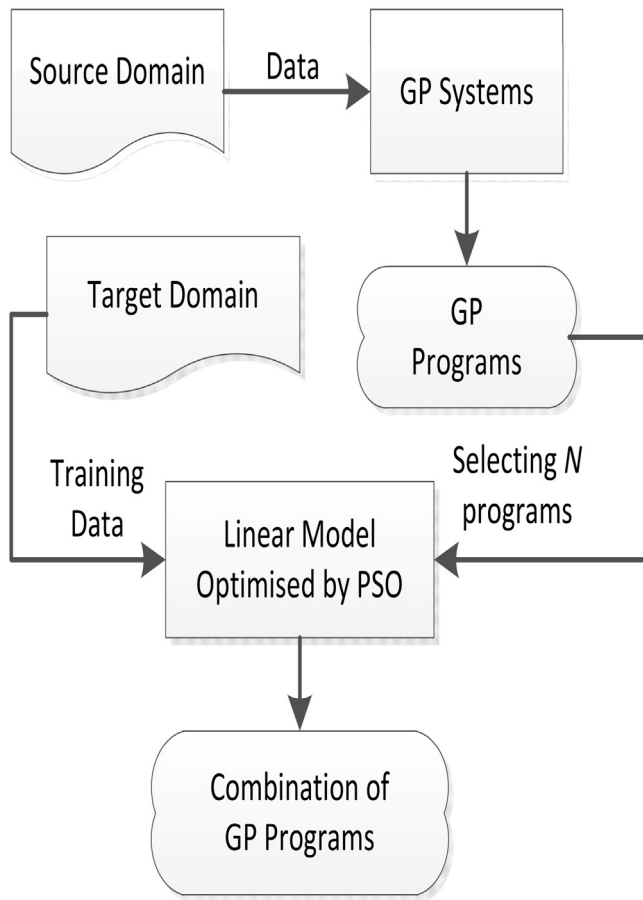 Source Domain
Data
GP Systems
Target Domain
GP
Programs
Training
Data
Selecting N
programs
Linear Model
Optimised by PSO
Combination of
GP Programs